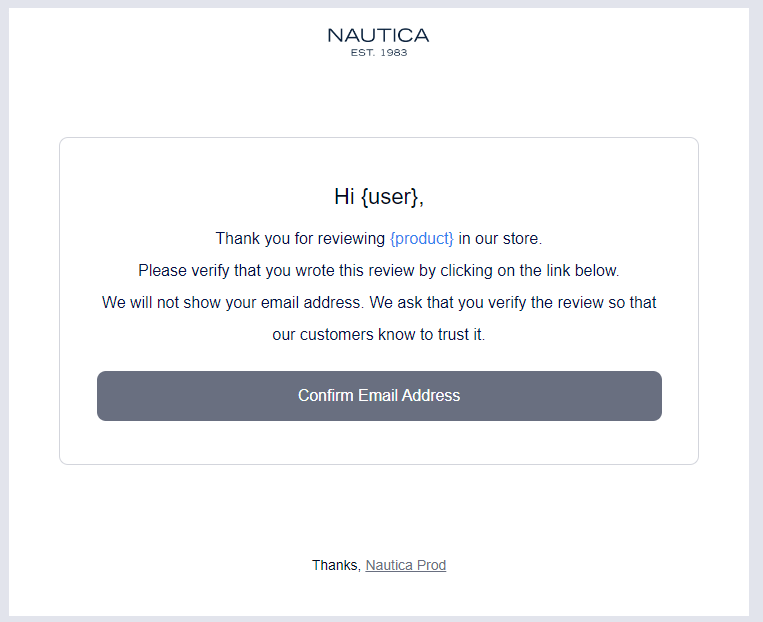 NAUTICA
EST. 1983
Hi {user},
Thank you for reviewing {product} in our store.
Please verify that you wrote this review by clicking on the link below.
We will not show your email address. We ask that you verify the review so that
our customers know to trust it.
Confirm Email Address
Thanks, Nautica Prod